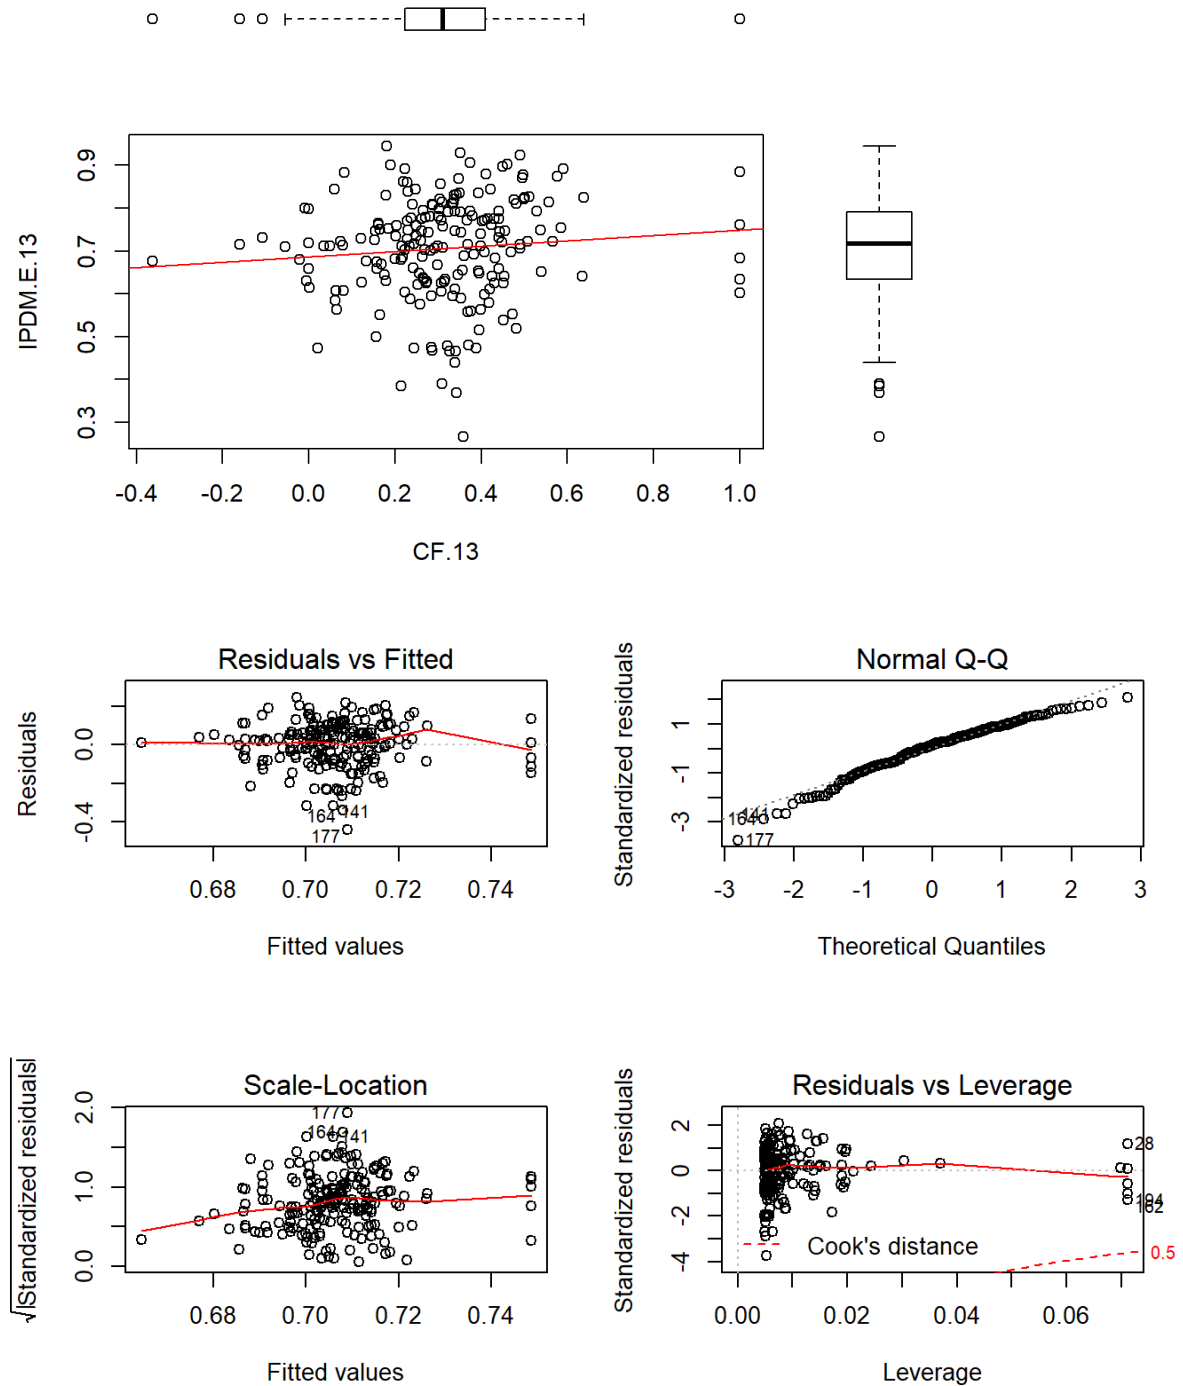 IPDM.E.13
0.3 0.5 0.7 0.9
-0.4 -0.2 0.0 0.2 0.4 0.6 0.8 1.0
CF.13
Residuals vs Fitted
Residuals
-0.4 0.0
164 141
177
0.68 0.70 0.72 0.74
Fitted values
Normal Q-Q
Standardized residuals
-3 -1 1
164 141
177
-3 -2 -1 0 1 2 3
Theoretical Quantiles
Scale-Location
√|Standardized residuals|
0.0 1.0 2.0
177
164 141
0.68 0.70 0.72 0.74
Fitted values
Residuals vs Leverage
Standardized residuals
-4 -2 0 2
28
194
162
Cook's distance
0.5
0.00 0.02 0.04 0.06
Leverage